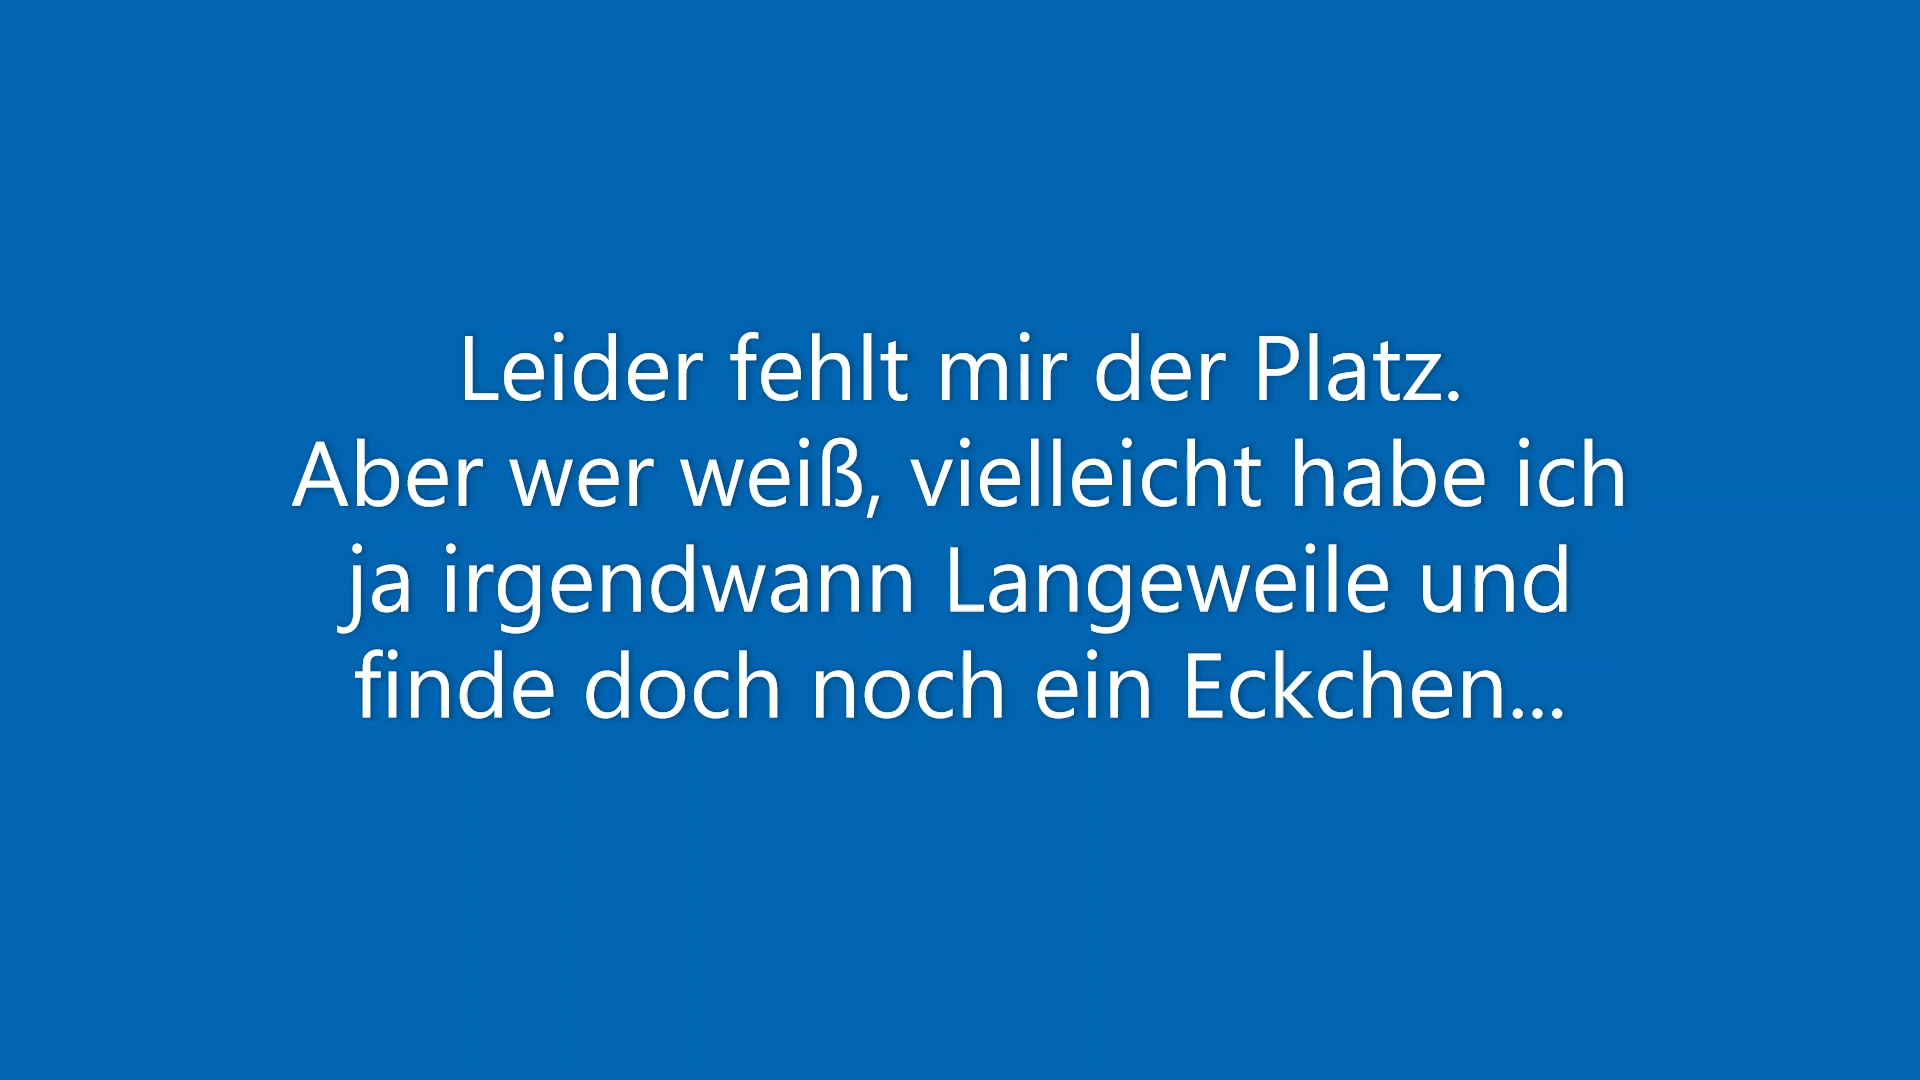 Leider fehlt mir der Platz.
Aber wer weiß, vielleicht habe ich
ja irgendwann Langeweile und
finde doch noch ein Eckchen...